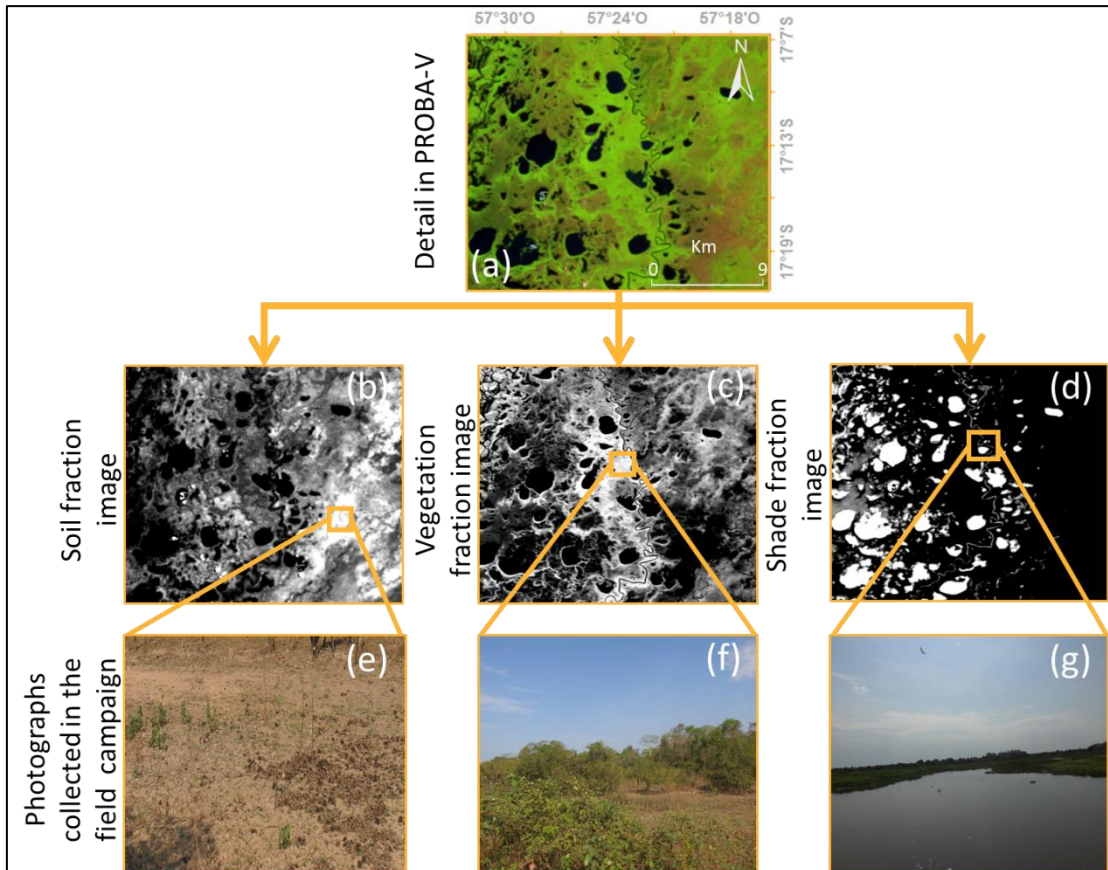 57°30'O 57°24'O 57°18'O
Detail in PROBA-V
N
17°7'S
17°13'S
17°19'S
Km
0 9
(a)
(b)
(c)
(d)
Soil fraction
image
Vegetation
fraction image
Shade fraction
image
(e)
(f)
(g)
Photographs
collected in the
field campaign